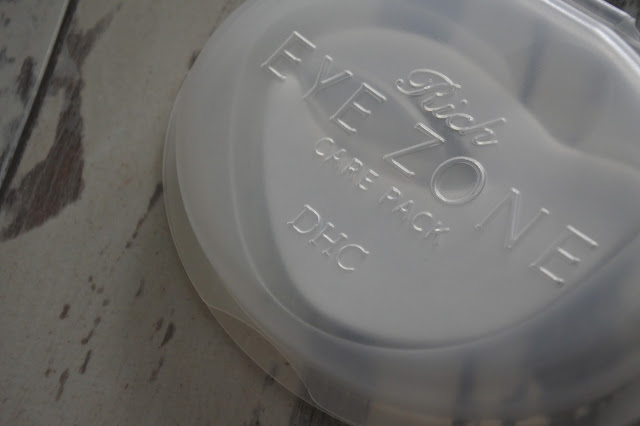 Rich
EYE ZONE
CARE PACK
DHC